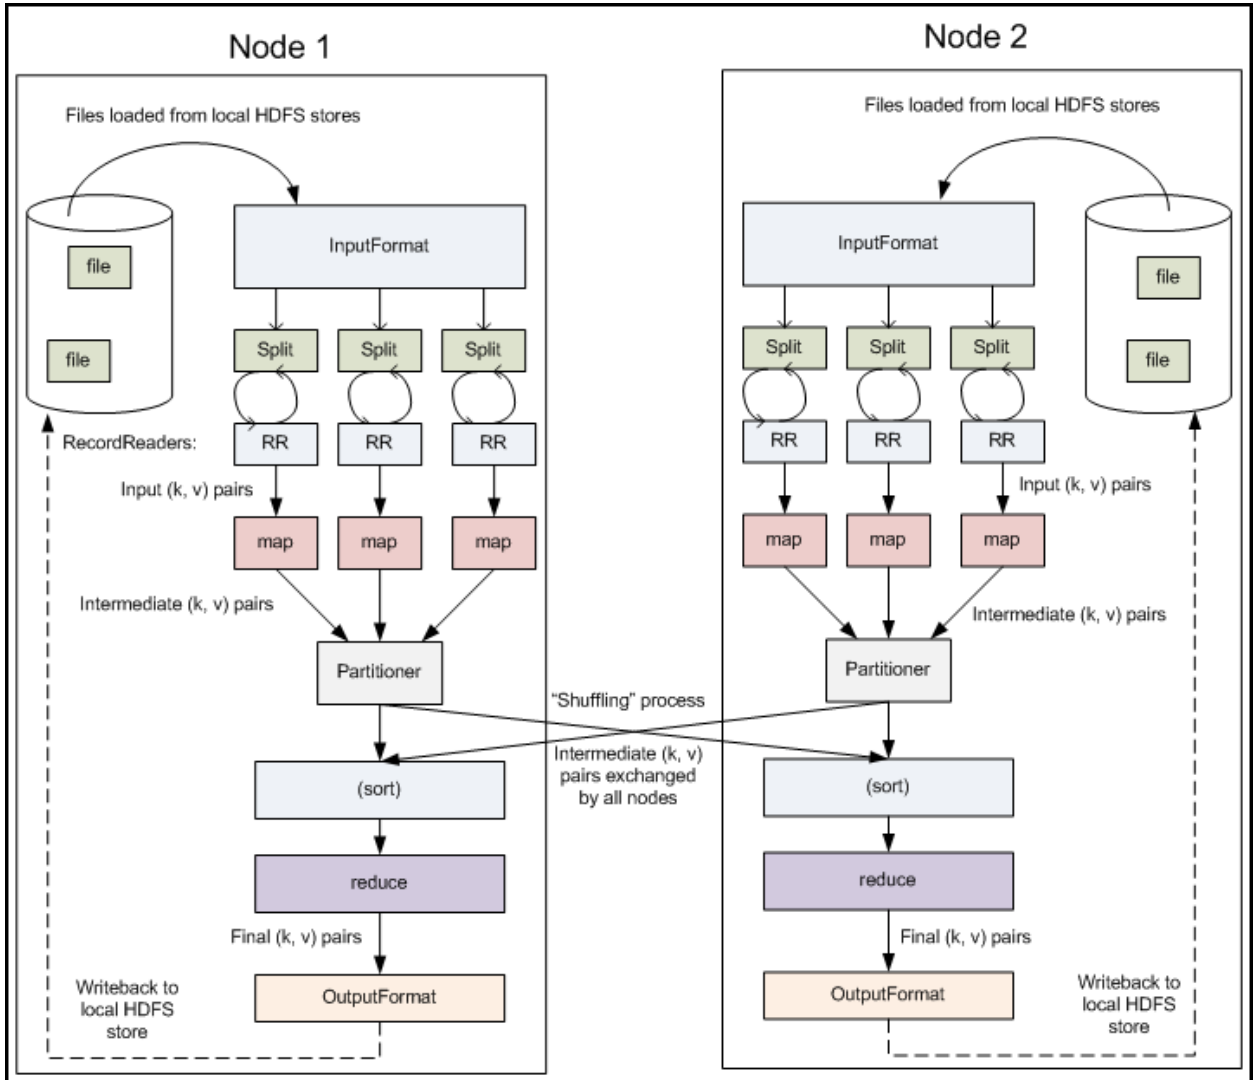 Node 1
Files loaded from local HDFS stores
InputFormat
file
file
Split Split Split
RecordReaders:
RR RR RR
Input (k, v) pairs
map map map
Intermediate (k, v) pairs
Partitioner
"Shuffling" process
Intermediate (k, v)
pairs exchanged
by all nodes
(sort)
reduce
Final (k, v) pairs
OutputFormat
Writeback to
local HDFS
store
Node 2
Files loaded from local HDFS stores
InputFormat
file
file
Split Split Split
RR RR RR
Input (k, v) pairs
map map map
Intermediate (k, v) pairs
Partitioner
(sort)
reduce
Final (k, v) pairs
OutputFormat
Writeback to
local HDFS
store